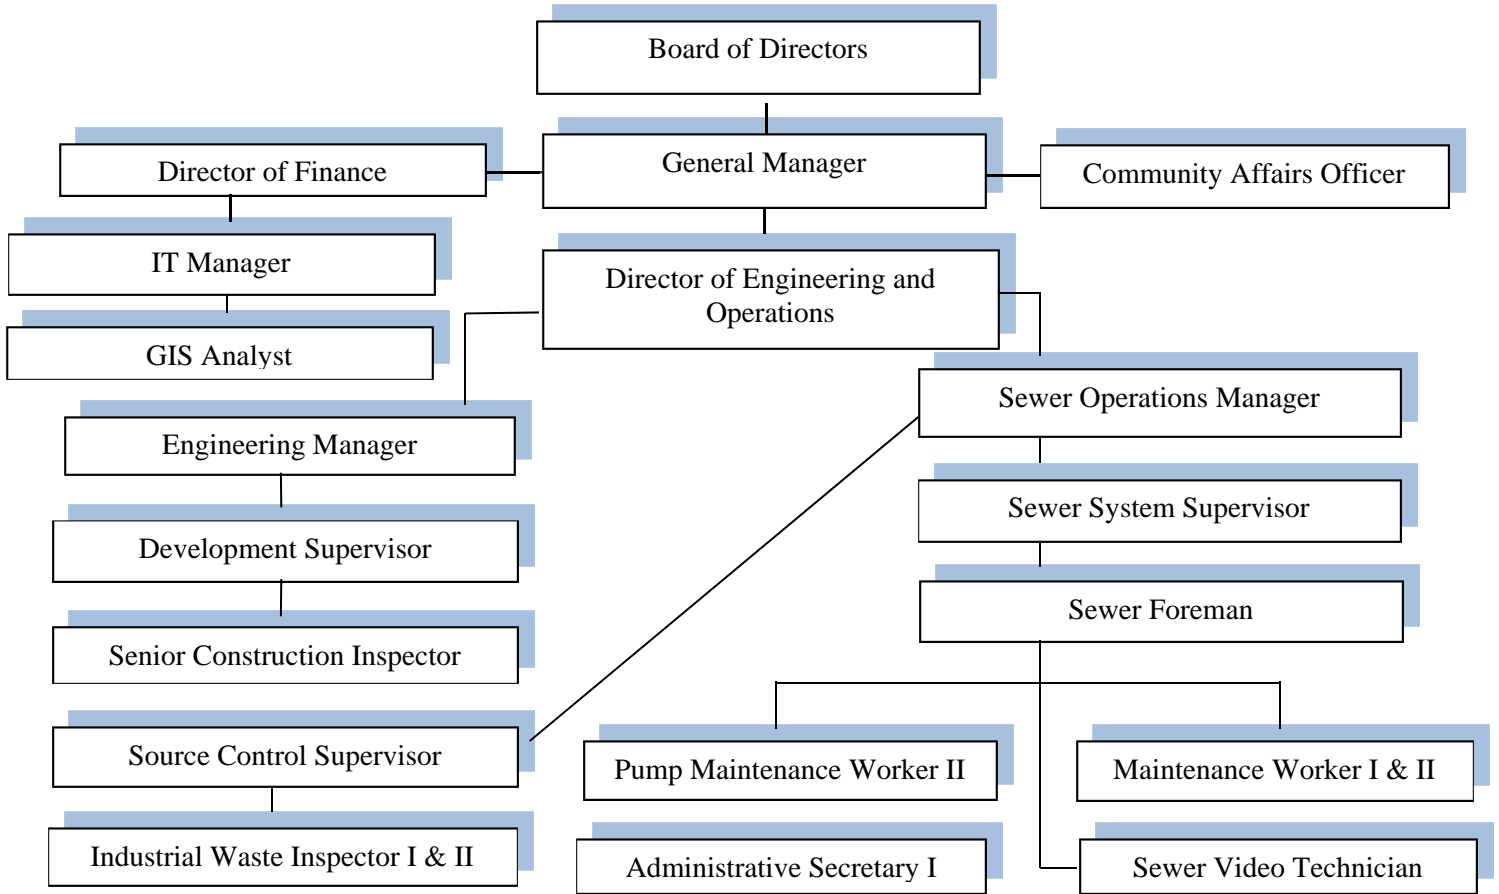 Board of Directors
General Manager
Director of Finance
Community Affairs Officer
IT Manager
Director of Engineering and
Operations
GIS Analyst
Sewer Operations Manager
Engineering Manager
Sewer System Supervisor
Development Supervisor
Sewer Foreman
Senior Construction Inspector
Source Control Supervisor
Pump Maintenance Worker II
Maintenance Worker I & II
Industrial Waste Inspector I & II
Administrative Secretary I
Sewer Video Technician